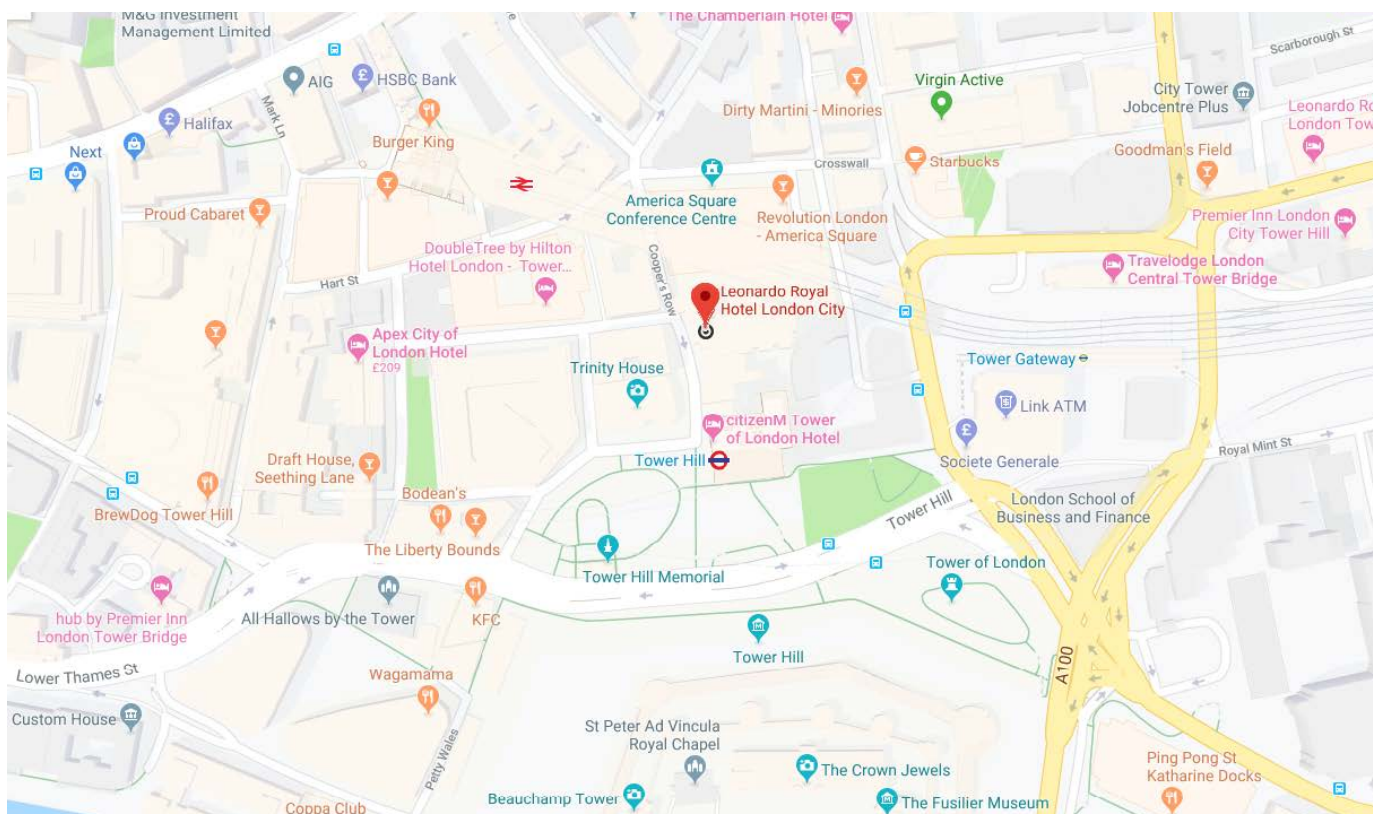 M&G Investment
Management Limited
The Chamberlain Hotel
Scarborough St
AIG
HSBC Bank
Virgin Active
City Tower
Jobcentre Plus
Mark Ln
Dirty Martini - Minories
Leonardo Ro
London Tow
Halifax
Burger King
Next
Crosswall
Starbucks
Goodman's Field
Proud Cabaret
America Square
Conference Centre
Revolution London
- America Square
Premier Inn London
City Tower Hill
DoubleTree by Hilton
Hotel London - Tower...
Cooper's Row
Travelodge London
Central Tower Bridge
Hart St
Leonardo Royal
Hotel London City
Apex City of
London Hotel
£209
Trinity House
Tower Gateway
Link ATM
citizenM Tower
of London Hotel
Tower Hill
Societe Generale
Royal Mint St
Draft House,
Seething Lane
BrewDog Tower Hill
Bodean's
The Liberty Bounds
Tower Hill
London School of
Business and Finance
Tower Hill Memorial
Tower of London
hub by Premier Inn
London Tower Bridge
All Hallows by the Tower
KFC
Tower Hill
A100
Lower Thames St
Wagamama
Custom House
Petty Wales
St Peter Ad Vincula
Royal Chapel
The Crown Jewels
Ping Pong St
Katharine Docks
Beauchamp Tower
The Fusilier Museum
Coppa Club